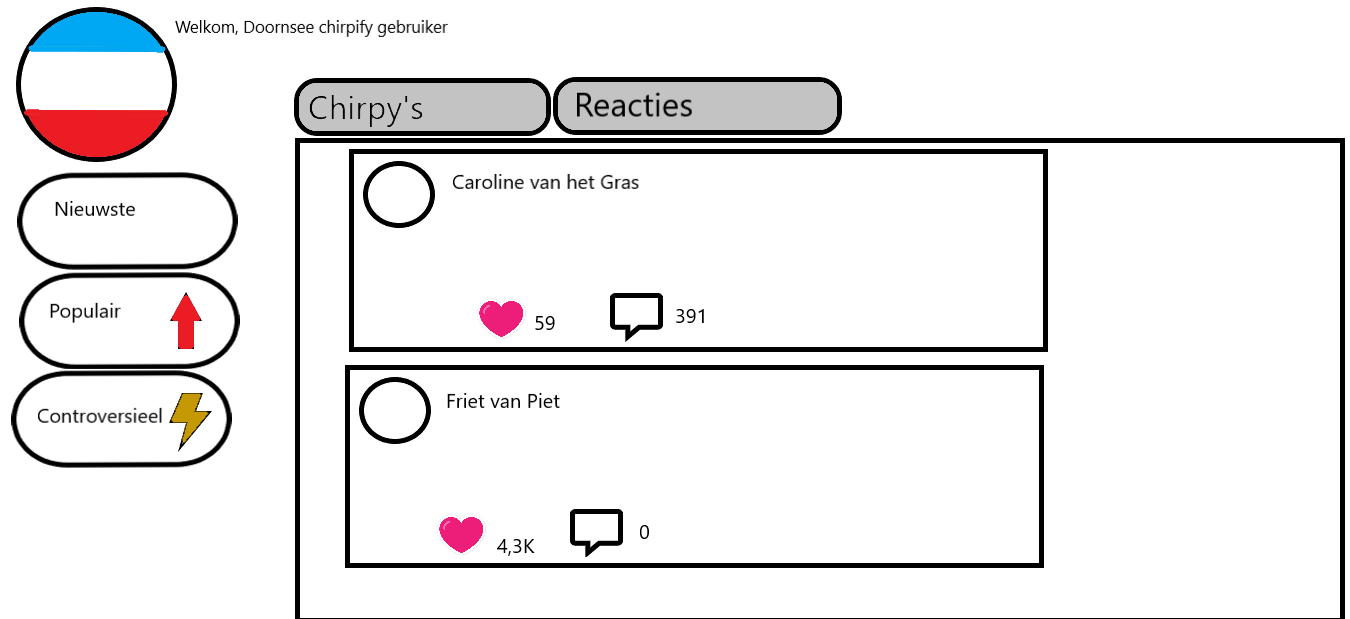 Welkom, Doornsee chirpify gebruiker
Chirpy's
Reacties
Nieuwste
Populair
Controversieel
Caroline van het Gras
59
391
Friet van Piet
4,3K
0